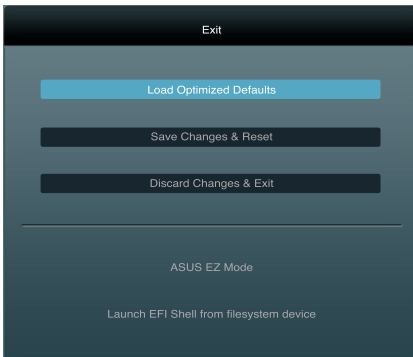 Exit
Load Optimized Defaults
Save Changes & Reset
Discard Changes & Exit
ASUS EZ Mode
Launch EFI Shell from filesystem device